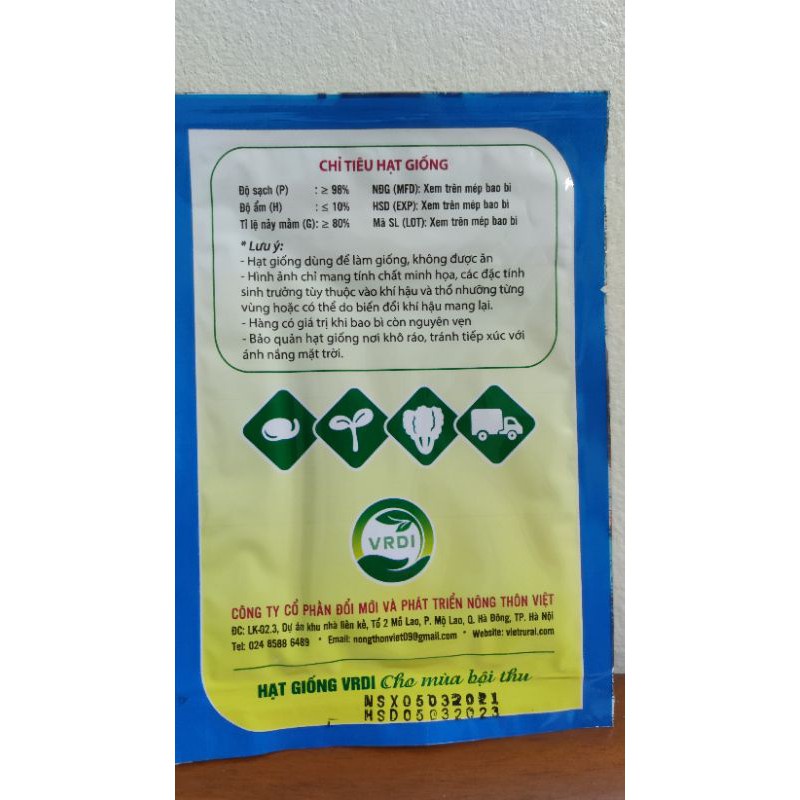 CHỈ TIÊU HẠT GIỐNG
Độ sạch (P) : ≥ 98% NĐG (MFD): Xem trên mép bao bì
Độ ẩm (H) : ≤ 10% HSD (EXP): Xem trên mép bao bì
Tỉ lệ nảy mầm (G): ≥ 80% Mã SL (LOT): Xem trên mép bao bì
* Lưu ý:
- Hạt giống dùng để làm giống, không được ăn
- Hình ảnh chỉ mang tính chất minh họa, các đặc tính
sinh trưởng tùy thuộc vào khí hậu và thổ nhưỡng từng
vùng hoặc có thể do biến đổi khí hậu mang lại.
- Hàng có giá trị khi bao bì còn nguyên vẹn
- Bảo quản hạt giống nơi khô ráo, tránh tiếp xúc với
ánh nắng mặt trời.
VRDI
CÔNG TY CỔ PHẦN ĐỔI MỚI VÀ PHÁT TRIỂN NÔNG THÔN VIỆT
ĐC: LK-02.3, Dự án khu nhà liền kề, Tổ 2 Mỗ Lao, P. Mộ Lao, Q. Hà Đông, TP. Hà Nội
Tel: 024 8588 6489 * Email: nongthonviet09@gmail.com * Website: vietrural.com
HẠT GIỐNG VRDI Cho mùa bội thu
NSX05032021
HSD05032023